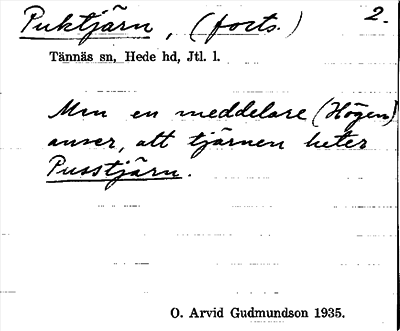 Puktjärn, (forts.) 2.
Tännäs sn, Hede hd, Jtl. l.
Men en meddelare (Högen)
anser, att tjärnen heter
Pusstjärn.
O. Arvid Gudmundson 1935.